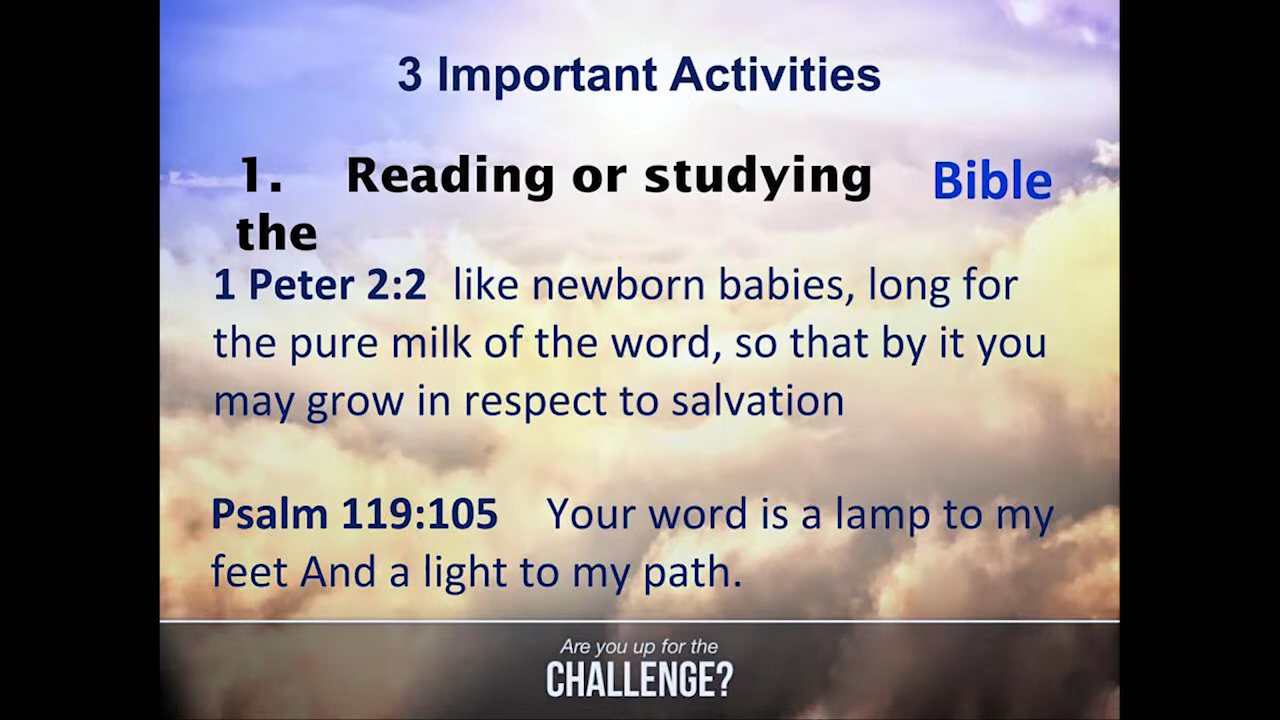 3 Important Activities
1. Reading or studying Bible
the
1 Peter 2:2 like newborn babies, long for
the pure milk of the word, so that by it you
may grow in respect to salvation
Psalm 119:105 Your word is a lamp to my
feet And a light to my path.
Are you up for the
CHALLENGE?